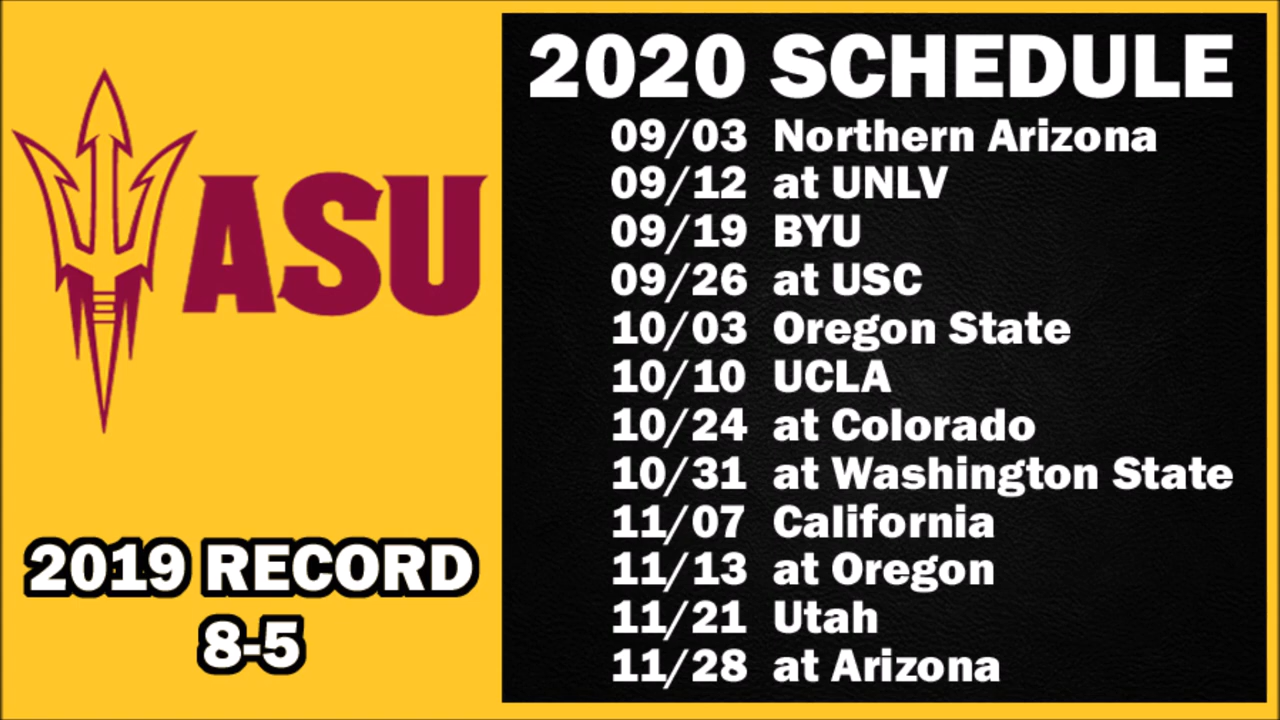 ASU
2019 RECORD
8-5
2020 SCHEDULE
09/03 Northern Arizona
09/12 at UNLV
09/19 BYU
09/26 at USC
10/03 Oregon State
10/10 UCLA
10/24 at Colorado
10/31 at Washington State
11/07 California
11/13 at Oregon
11/21 Utah
11/28 at Arizona